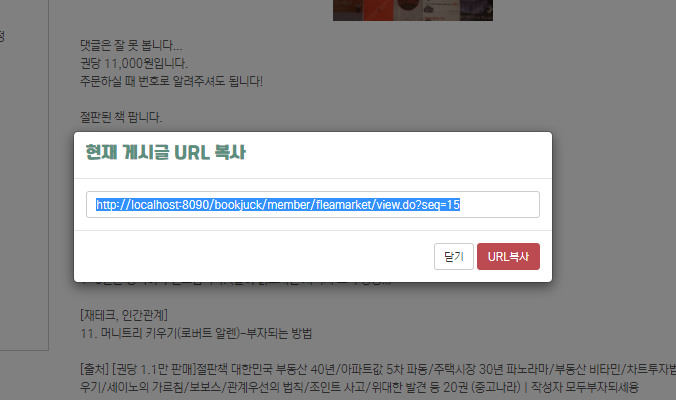 정
댓글은 잘 못 봅니다...
권당 11,000원입니다.
주문하실 때 번호로 알려주셔도 됩니다!
절판된 책 팝니다.
현재 게시글 URL 복사
http://localhost:8090/bookjuck/member/fleamarket/view.do?seq=15
닫기 URL복사
[재테크, 인간관계]
11. 머니트리 키우기(로버트 알렌)-부자되는 방법
[출처] [권당 1.1만 판매]절판책 대한민국 부동산 40년/아파트값 5차 파동/주택시장 30년 파노라마/부동산 비타민/차트투자법
우기/세이노의 가르침/보보스/관계우선의 법칙/조인트 사고/위대한 발견 등 20권 (중고나라) | 작성자 모두부자되세용